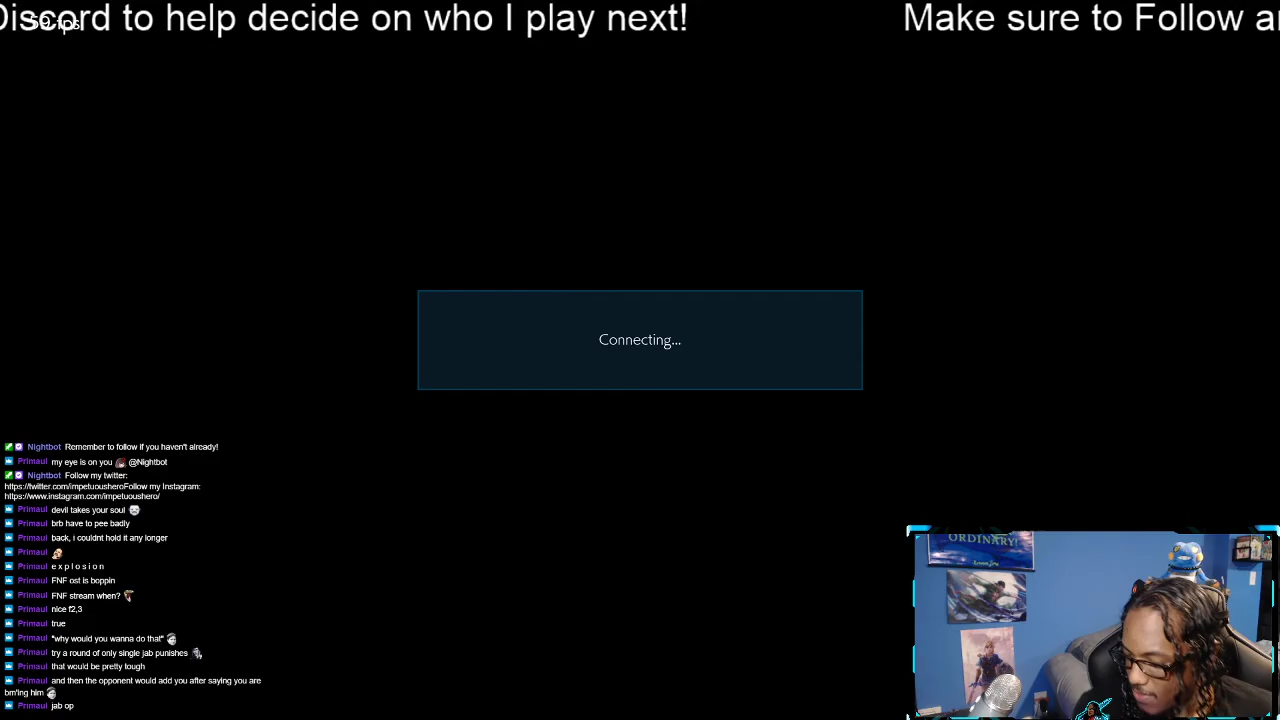 Discord to help decide on who I play next!
Make sure to Follow a
59 fps
Connecting...
Nightbot Remember to follow if you haven't already!
Primaul my eye is on you @Nightbot
Nightbot Follow my twitter:
https://twitter.com/impetuousheroFollow my Instagram:
https://www.instagram.com/impetuoushero/
Primaul devil takes your soul
Primaul brb have to pee badly
Primaul back, i couldnt hold it any longer
Primaul
Primaul e x p l o s i o n
Primaul FNF ost is boppin
Primaul FNF stream when?
Primaul nice f2,3
Primaul true
Primaul "why would you wanna do that"
Primaul try a round of only single jab punishes
Primaul that would be pretty tough
Primaul and then the opponent would add you after saying you are
bm'ing him
Primaul jab op
ORDINARY!